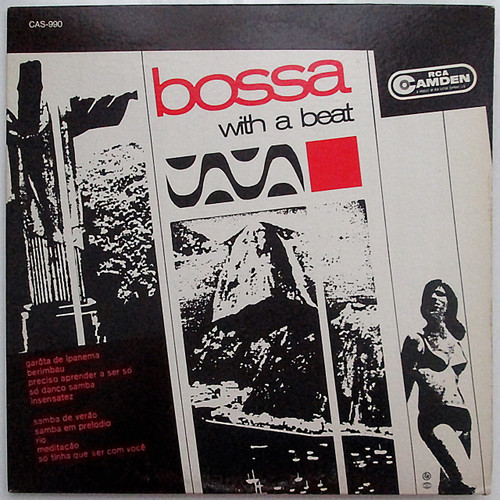 CAS-990
bossa
with a beat
RCA
CAMDEN
garôta de ipanema
berimbau
preciso aprender a ser só
só danço samba
insensatez
samba de verão
samba em prelúdio
rio
meditação
só tinha que ser com você